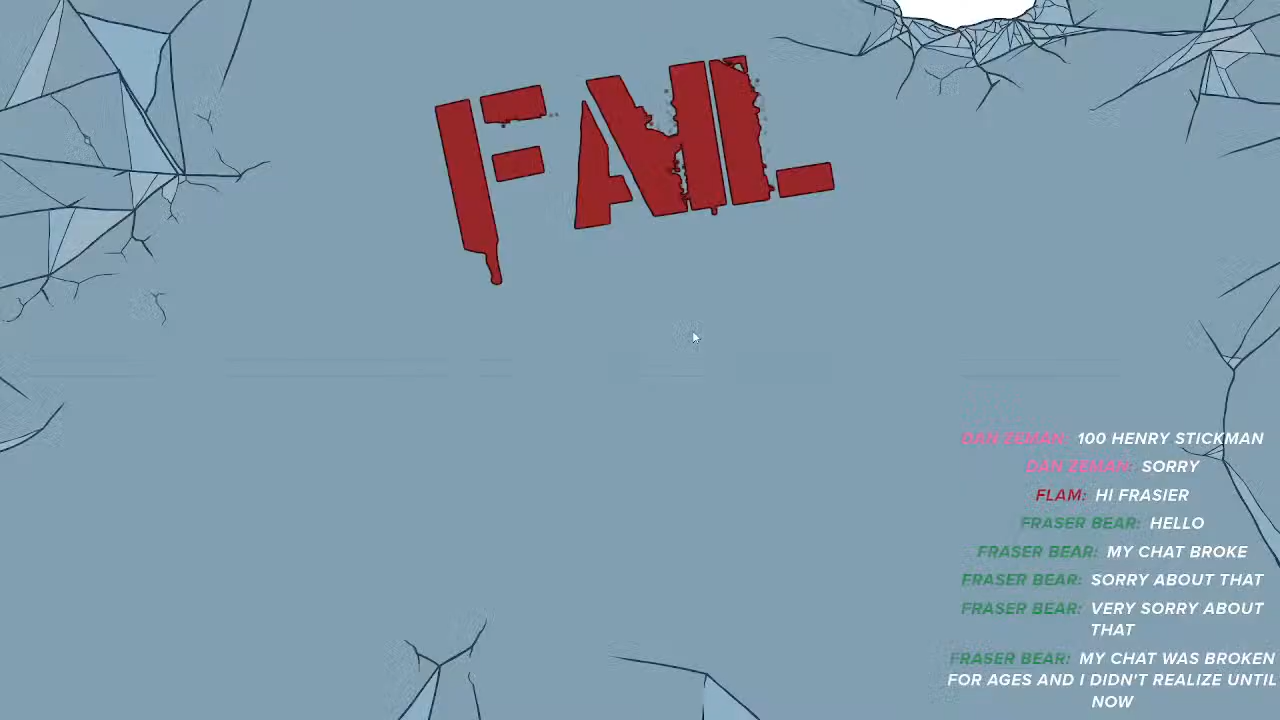 FAIL
DAN ZEMAN: 100 HENRY STICKMAN
DAN ZEMAN: SORRY
FLAM: HI FRASIER
FRASER BEAR: HELLO
FRASER BEAR: MY CHAT BROKE
FRASER BEAR: SORRY ABOUT THAT
FRASER BEAR: VERY SORRY ABOUT
THAT
FRASER BEAR: MY CHAT WAS BROKEN
FOR AGES AND I DIDN'T REALIZE UNTIL
NOW